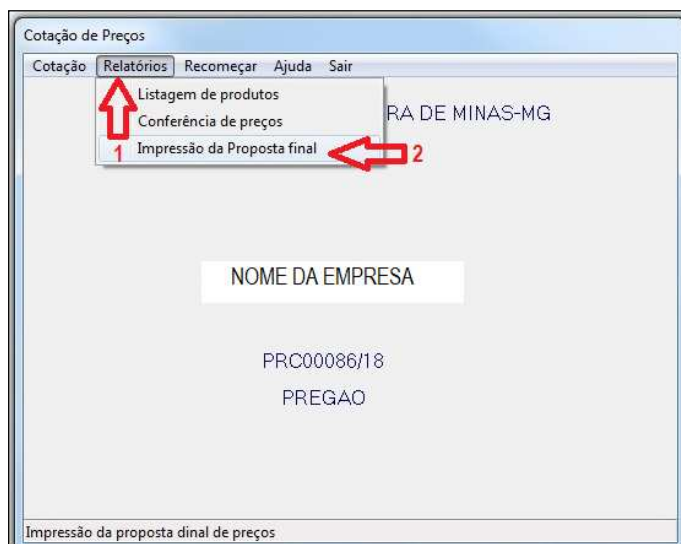 Cotação de Preços
Cotação Relatórios Recomeçar Ajuda Sair
Listagem de produtos
RA DE MINAS-MG
Conferência de preços
1 Impressão da Proposta final 2
NOME DA EMPRESA
PRC00086/18
PREGAO
Impressão da proposta dinal de preços